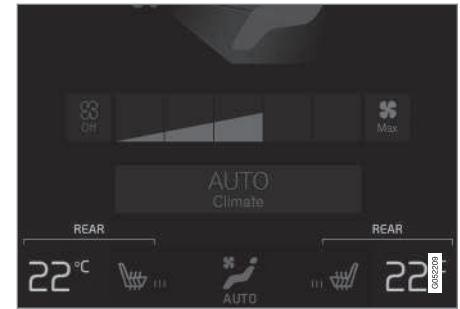 Off Max
AUTO
Climate
REAR REAR
22°C 22°
AUTO
G052209